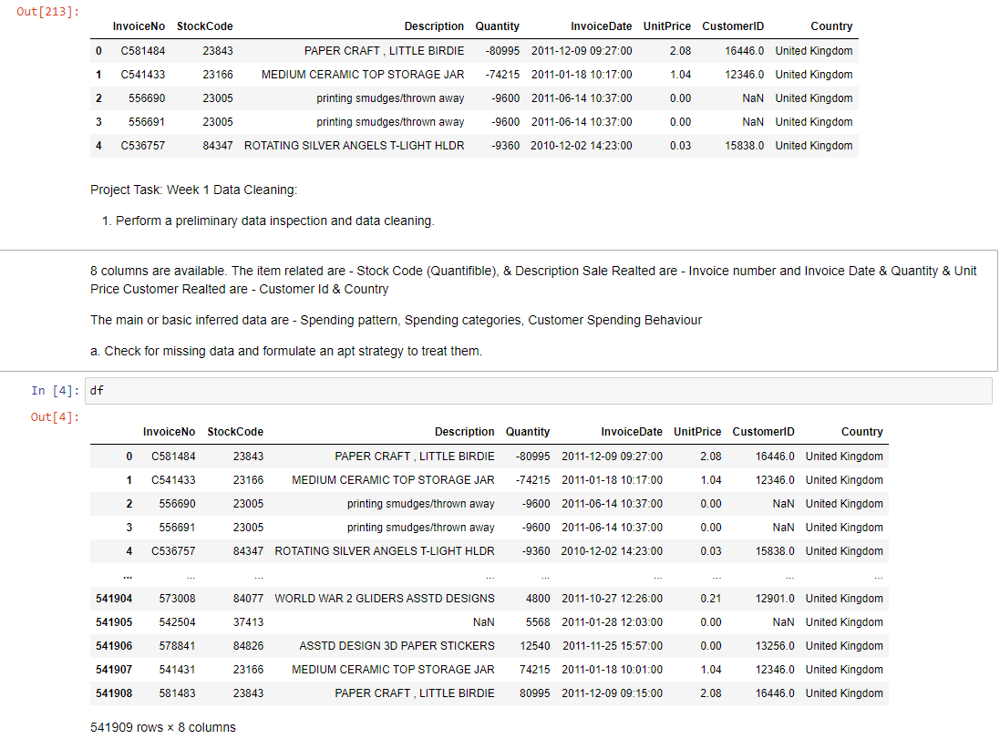 Out[213]:
InvoiceNo StockCode Description Quantity InvoiceDate UnitPrice CustomerID Country
0 C581484 23843 PAPER CRAFT , LITTLE BIRDIE -80995 2011-12-09 09:27:00 2.08 16446.0 United Kingdom
1 C541433 23166 MEDIUM CERAMIC TOP STORAGE JAR -74215 2011-01-18 10:17:00 1.04 12346.0 United Kingdom
2 556690 23005 printing smudges/thrown away -9600 2011-06-14 10:37:00 0.00 NaN United Kingdom
3 556691 23005 printing smudges/thrown away -9600 2011-06-14 10:37:00 0.00 NaN United Kingdom
4 C536757 84347 ROTATING SILVER ANGELS T-LIGHT HLDR -9360 2010-12-02 14:23:00 0.03 15838.0 United Kingdom
Project Task: Week 1 Data Cleaning:
1. Perform a preliminary data inspection and data cleaning.
8 columns are available. The item related are - Stock Code (Quantifible), & Description Sale Realted are - Invoice number and Invoice Date & Quantity & Unit
Price Customer Realted are - Customer Id & Country
The main or basic inferred data are - Spending pattern, Spending categories, Customer Spending Behaviour
a. Check for missing data and formulate an apt strategy to treat them.
In [4]: df
Out[4]:
InvoiceNo StockCode Description Quantity InvoiceDate UnitPrice CustomerID Country
0 C581484 23843 PAPER CRAFT , LITTLE BIRDIE -80995 2011-12-09 09:27:00 2.08 16446.0 United Kingdom
1 C541433 23166 MEDIUM CERAMIC TOP STORAGE JAR -74215 2011-01-18 10:17:00 1.04 12346.0 United Kingdom
2 556690 23005 printing smudges/thrown away -9600 2011-06-14 10:37:00 0.00 NaN United Kingdom
3 556691 23005 printing smudges/thrown away -9600 2011-06-14 10:37:00 0.00 NaN United Kingdom
4 C536757 84347 ROTATING SILVER ANGELS T-LIGHT HLDR -9360 2010-12-02 14:23:00 0.03 15838.0 United Kingdom
... ... ... ... ... ... ... ... ...
541904 573008 84077 WORLD WAR 2 GLIDERS ASSTD DESIGNS 4800 2011-10-27 12:26:00 0.21 12901.0 United Kingdom
541905 542504 37413 NaN 5568 2011-01-28 12:03:00 0.00 NaN United Kingdom
541906 578841 84826 ASSTD DESIGN 3D PAPER STICKERS 12540 2011-11-25 15:57:00 0.00 13256.0 United Kingdom
541907 541431 23166 MEDIUM CERAMIC TOP STORAGE JAR 74215 2011-01-18 10:01:00 1.04 12346.0 United Kingdom
541908 581483 23843 PAPER CRAFT , LITTLE BIRDIE 80995 2011-12-09 09:15:00 2.08 16446.0 United Kingdom
541909 rows × 8 columns